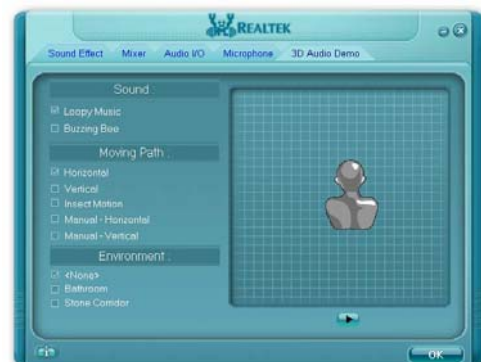 REALTEK
Sound Effect Mixer Audio I/O Microphone 3D Audio Demo
Sound :
Loopy Music
Buzzing Bee
Moving Path :
Horizontal
Vertical
Insect Motion
Manual - Horizontal
Manual - Vertical
Environment :
<None>
Bathroom
Stone Corridor
OK